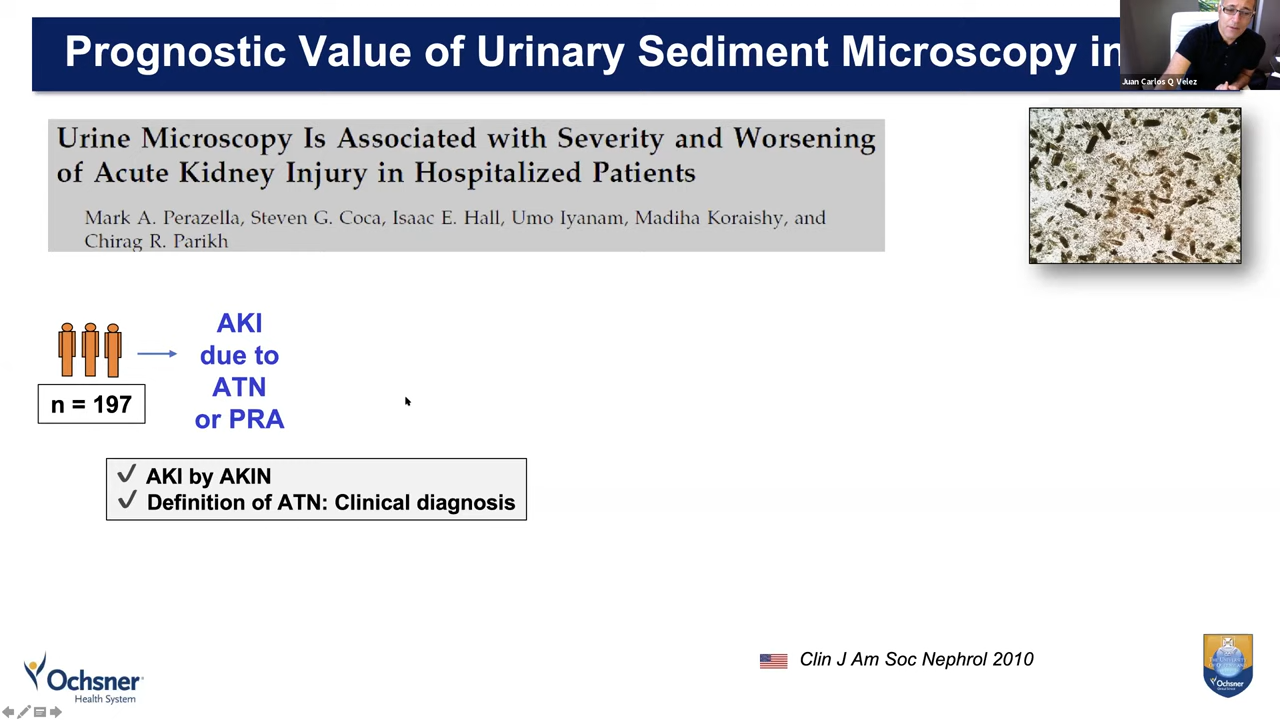 Prognostic Value of Urinary Sediment Microscopy in
Juan Carlos Q Velez
Urine Microscopy Is Associated with Severity and Worsening
of Acute Kidney Injury in Hospitalized Patients
Mark A. Perazella, Steven G. Coca, Isaac E. Hall, Umo Iyanam, Madiha Koraishy, and
Chirag R. Parikh
AKI
due to
ATN
or PRA
n = 197
AKI by AKIN
Definition of ATN: Clinical diagnosis
Clin J Am Soc Nephrol 2010
Ochsner
Health System
Ochsner